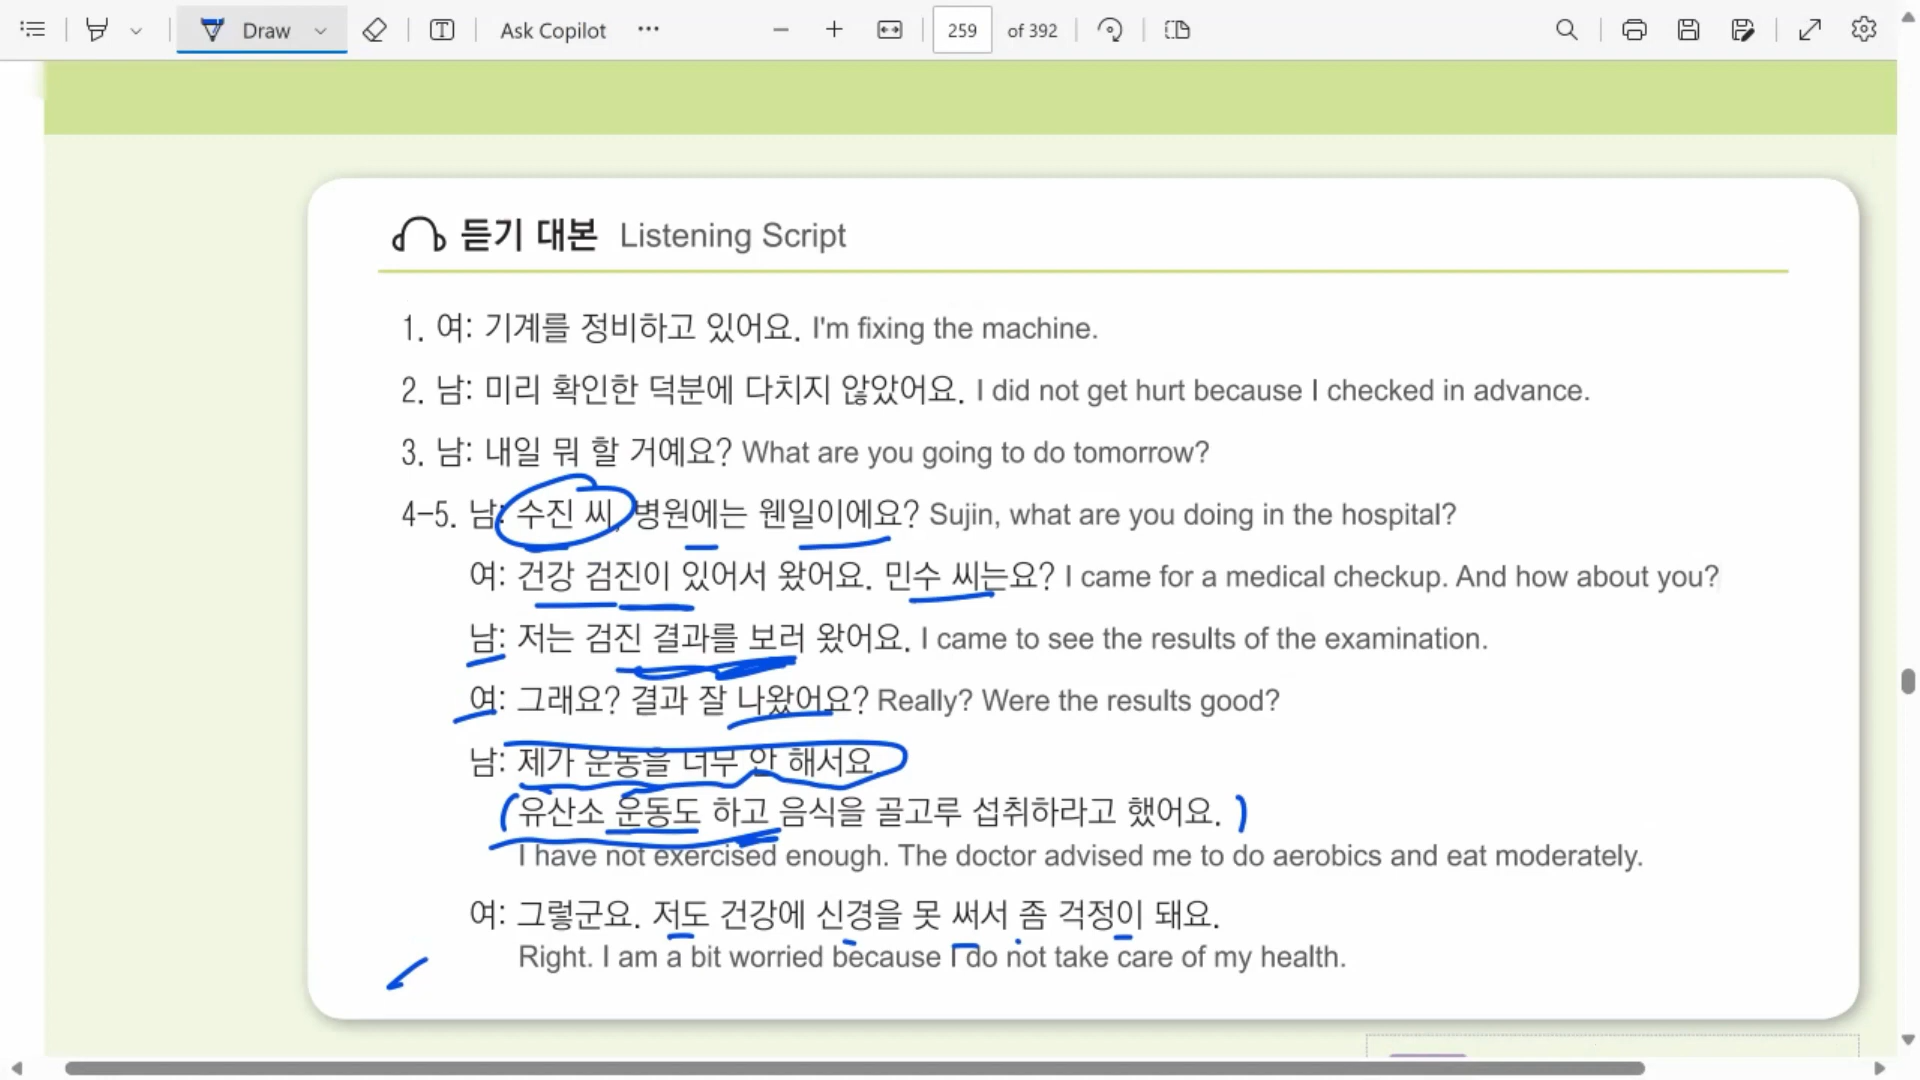 Draw
Ask Copilot
259 of 392
듣기 대본 Listening Script
1. 여: 기계를 정비하고 있어요. I'm fixing the machine.
2. 남: 미리 확인한 덕분에 다치지 않았어요. I did not get hurt because I checked in advance.
3. 남: 내일 뭐 할 거예요? What are you going to do tomorrow?
4-5. 남: 수진 씨, 병원에는 웬일이에요? Sujin, what are you doing in the hospital?
여: 건강 검진이 있어서 왔어요. 민수 씨는요? I came for a medical checkup. And how about you?
남: 저는 검진 결과를 보러 왔어요. I came to see the results of the examination.
여: 그래요? 결과 잘 나왔어요? Really? Were the results good?
남: 제가 운동을 너무 안 해서요.
유산소 운동도 하고 음식을 골고루 섭취하라고 했어요.
I have not exercised enough. The doctor advised me to do aerobics and eat moderately.
여: 그렇군요. 저도 건강에 신경을 못 써서 좀 걱정이 돼요.
Right. I am a bit worried because I do not take care of my health.